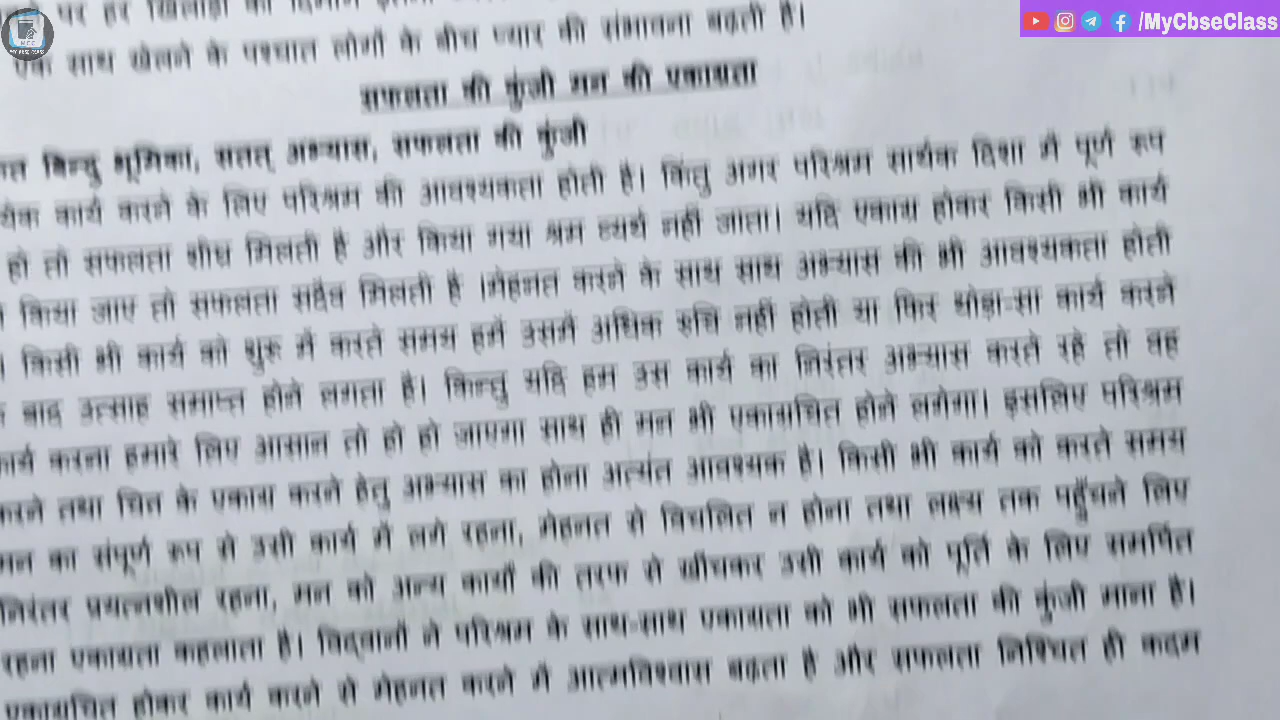 /MyCbseClass
पर हर खिलाड़ी का दिमाग
एक साथ खेलने के पश्चात लोगों के बीच प्यार की संभावना बढ़ती है।
सफलता की कुंजी मन की एकाग्रता
बिन्दु भूमिका, सतत् अभ्यास, सफलता की कुंजी
कार्य करने के लिए परिश्रम की आवश्यकता होती है। किंतु अगर परिश्रम सार्थक दिशा में पूर्ण रूप
हो तो सफलता शीघ्र मिलती है और किया गया श्रम व्यर्थ नहीं जाता। यदि एकाग्र होकर किसी भी कार्य
किया जाए तो सफलता सदैव मिलती है ।मेहनत करने के साथ साथ अभ्यास की भी आवश्यकता होती
। किसी भी कार्य को शुरू में करते समय हमें उसमें अधिक रुचि नहीं होती या फिर थोड़ा-सा कार्य करने
बाद उत्साह समाप्त होने लगता है। किन्तु यदि हम उस कार्य का निरंतर अभ्यास करते रहे तो वह
कार्य करना हमारे लिए आसान तो हो हो जाएगा साथ ही मन भी एकाग्रचित होने लगेगा। इसलिए परिश्रम
करने तथा चित के एकाग्र करने हेतु अभ्यास का होना अत्यंत आवश्यक है। किसी भी कार्य को करते समय
मन का संपूर्ण रूप से उसी कार्य में लगे रहना, मेहनत से विचलित न होना तथा लक्ष्य तक पहुँचने लिए
निरंतर प्रयत्नशील रहना, मन को अन्य कार्यों की तरफ से खींचकर उसी कार्य को पूर्ति के लिए समर्पित
रहना एकाग्रता कहलाता है। विद्वानों ने परिश्रम के साथ-साथ एकाग्रता को भी सफलता की कुंजी माना है।
एकाग्रचित होकर कार्य करने से मेहनत करने में आत्मविश्वास बढ़ता है और सफलता निश्चित ही कदम